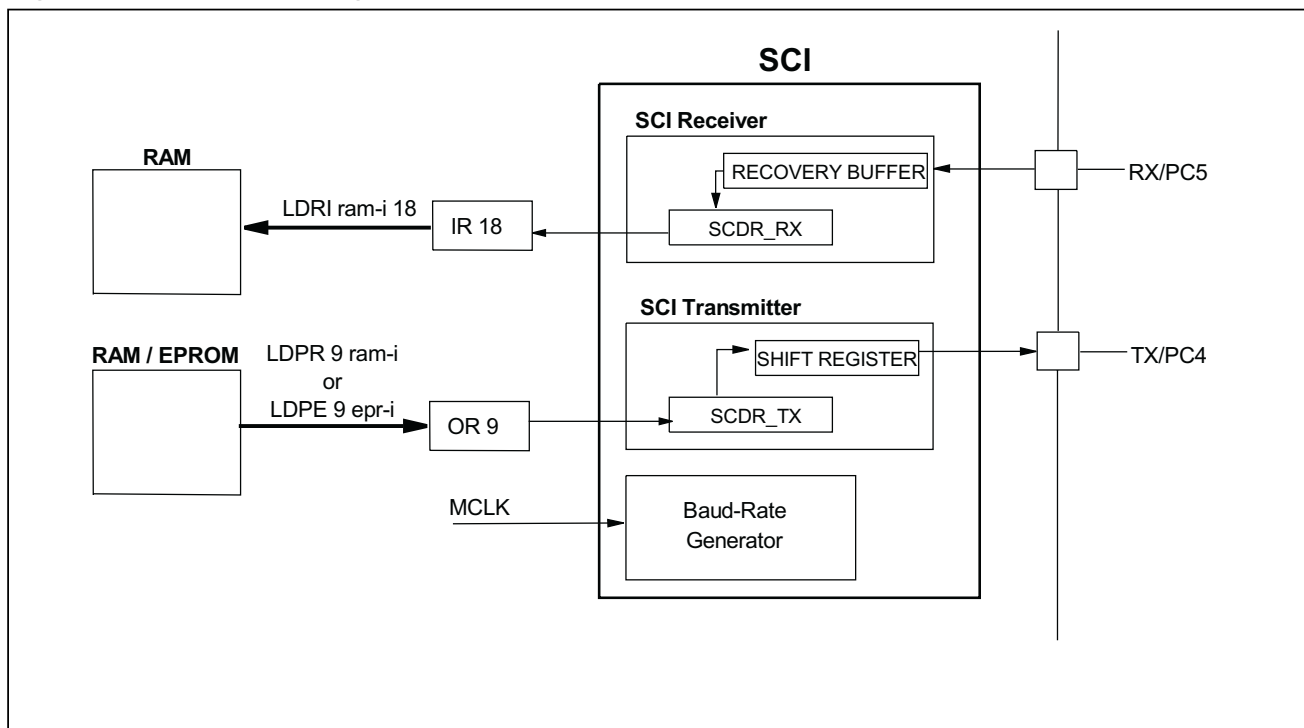 SCI
SCI Receiver
RECOVERY BUFFER
SCDR_RX
RX/PC5
RAM
LDRI ram-i 18
IR 18
SCI Transmitter
SHIFT REGISTER
SCDR_TX
TX/PC4
RAM / EPROM
LDPR 9 ram-i
or
LDPE 9 epr-i
OR 9
MCLK
Baud-Rate
Generator